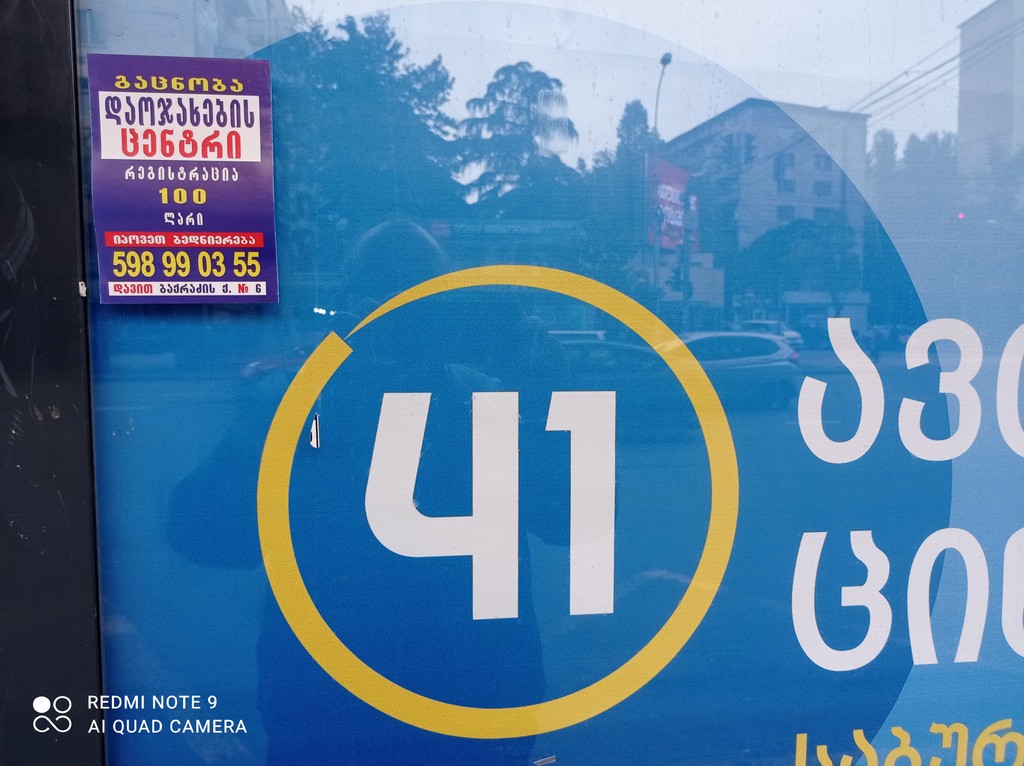 გაცნობა
დაოჯახების
ცენტრი
რეგისტრაცია
100
ლარი
იპოვეთ ბედნიერება
598 99 03 55
დავით ბაქრაძის ქ. № 6
41
REDMI NOTE 9
AI QUAD CAMERA